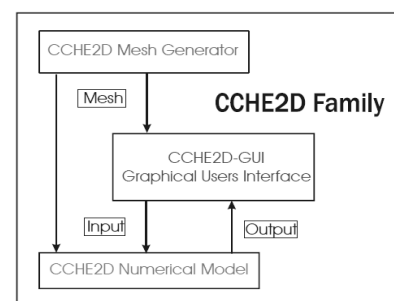 CCHE2D Mesh Generator
Mesh
CCHE2D Family
CCHE2D-GUI
Graphical Users Interface
Input
Output
CCHE2D Numerical Model